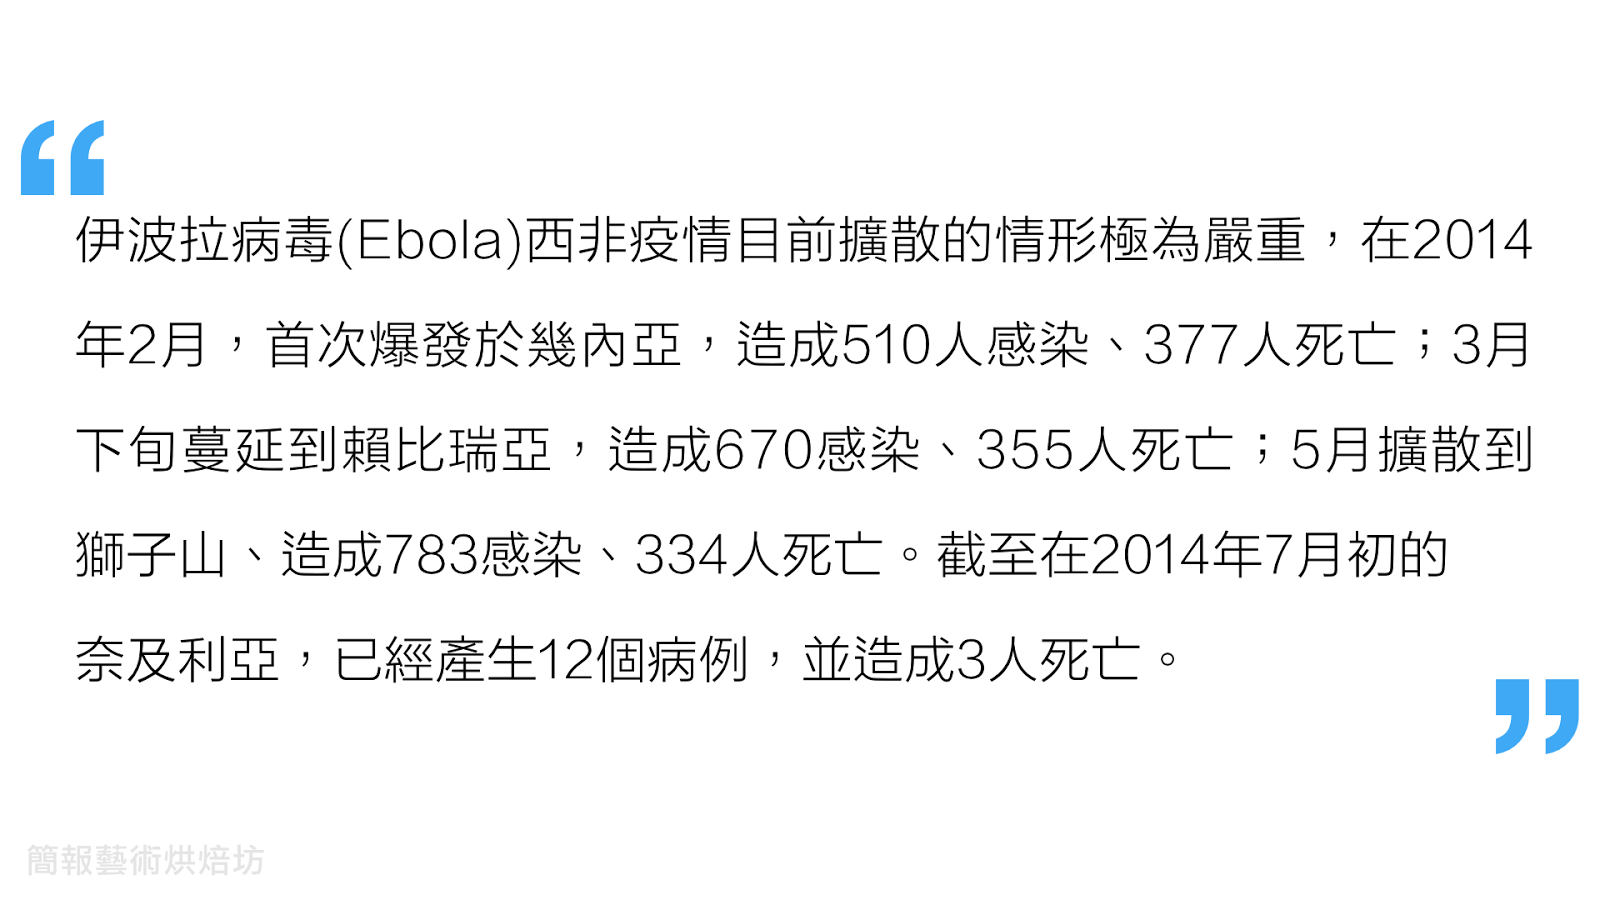 “
伊波拉病毒(Ebola)西非疫情目前擴散的情形極為嚴重，在2014
年2月，首次爆發於幾內亞，造成510人感染、377人死亡；3月
下旬蔓延到賴比瑞亞，造成670感染、355人死亡；5月擴散到
獅子山、造成783感染、334人死亡。截至在2014年7月初的
奈及利亞，已經產生12個病例，並造成3人死亡。
”
簡報藝術烘焙坊